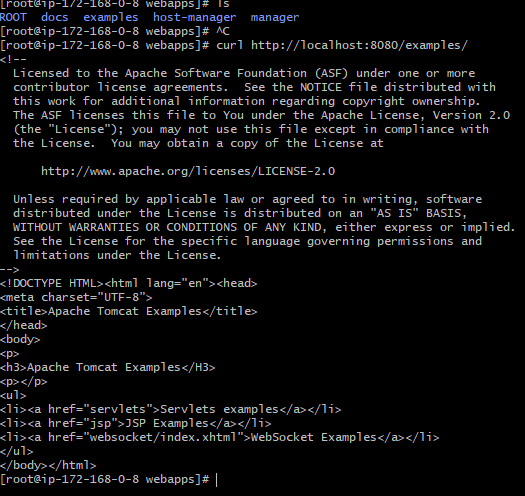 [root@ip-172-168-0-8 webapps]# ls
ROOT  docs  examples  host-manager  manager
[root@ip-172-168-0-8 webapps]# ^C
[root@ip-172-168-0-8 webapps]# curl http://localhost:8080/examples/
<!--
  Licensed to the Apache Software Foundation (ASF) under one or more
  contributor license agreements.  See the NOTICE file distributed with
  this work for additional information regarding copyright ownership.
  The ASF licenses this file to You under the Apache License, Version 2.0
  (the "License"); you may not use this file except in compliance with
  the License.  You may obtain a copy of the License at

      http://www.apache.org/licenses/LICENSE-2.0

  Unless required by applicable law or agreed to in writing, software
  distributed under the License is distributed on an "AS IS" BASIS,
  WITHOUT WARRANTIES OR CONDITIONS OF ANY KIND, either express or implied.
  See the License for the specific language governing permissions and
  limitations under the License.
-->
<!DOCTYPE HTML><html lang="en"><head>
<meta charset="UTF-8">
<title>Apache Tomcat Examples</title>
</head>
<body>
<p>
<h3>Apache Tomcat Examples</H3>
<p></p>
<ul>
<li><a href="servlets">Servlets examples</a></li>
<li><a href="jsp">JSP Examples</a></li>
<li><a href="websocket/index.xhtml">WebSocket Examples</a></li>
</ul>
</body></html>
[root@ip-172-168-0-8 webapps]#